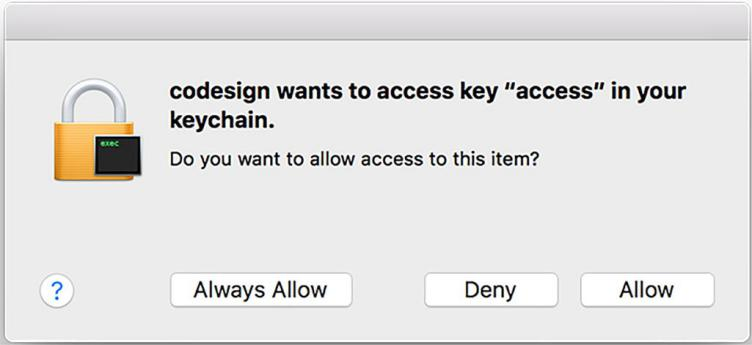 codesign wants to access key “access” in your
keychain.
exec
Do you want to allow access to this item?
?
Always Allow
Deny
Allow